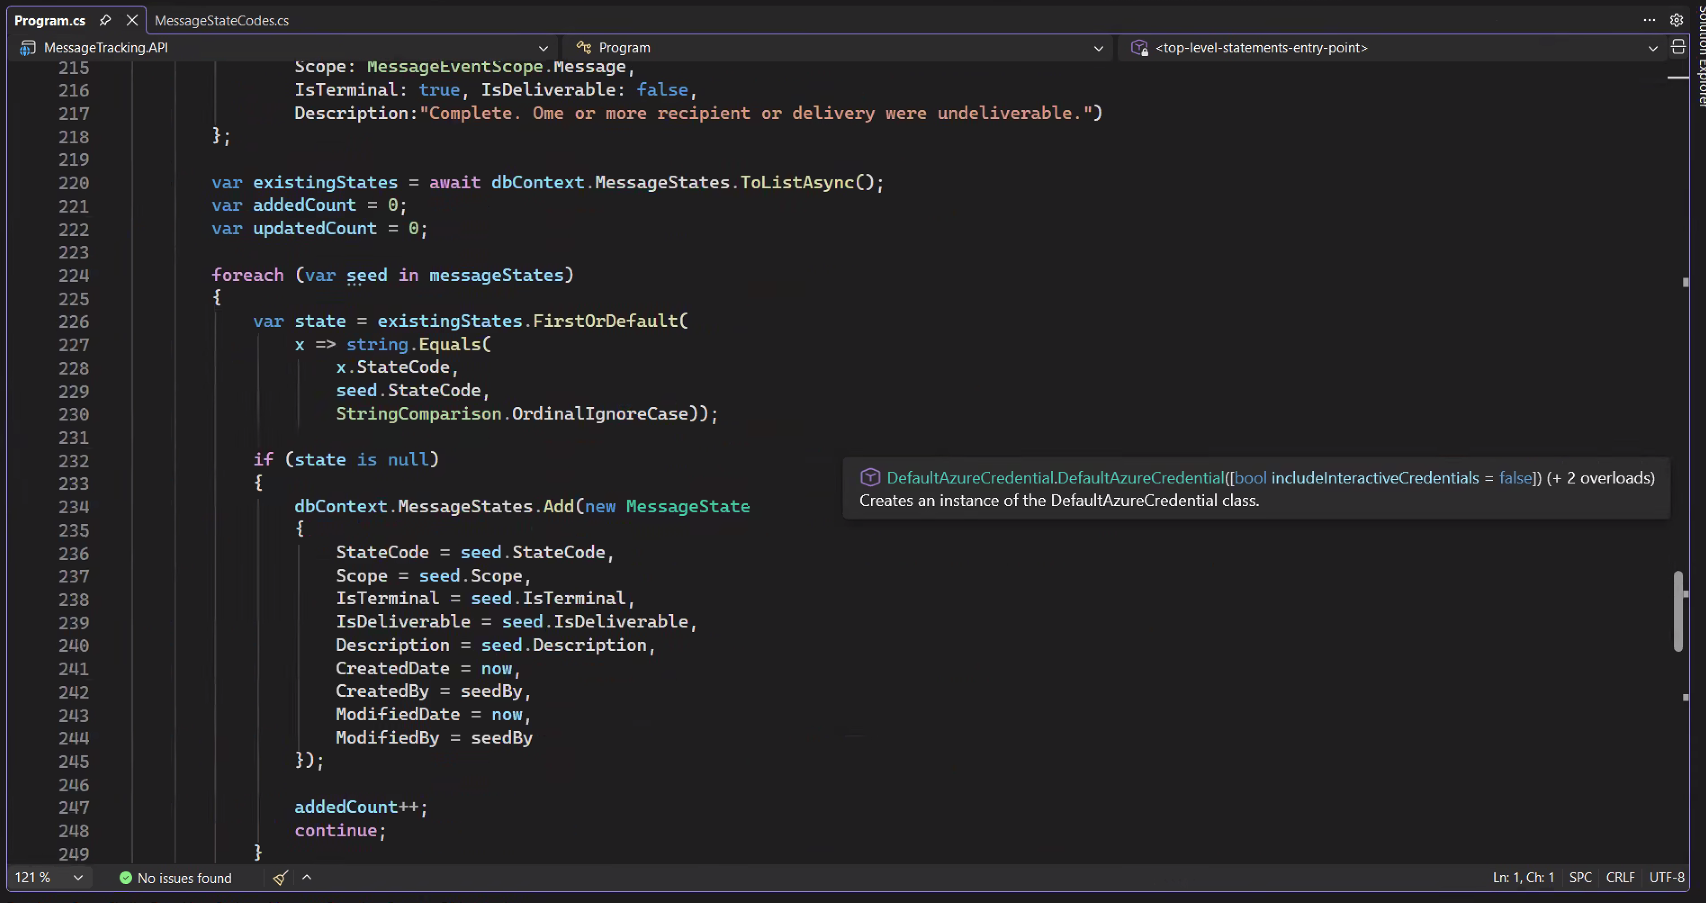 Program.cs
MessageStateCodes.cs
MessageTracking.API
Program
<top-level-statements-entry-point>
Solution Explorer
215 Scope: MessageEventScope.Message,
216 IsTerminal: true, IsDeliverable: false,
217 Description:"Complete. Ome or more recipient or delivery were undeliverable.")
218 };
219
220 var existingStates = await dbContext.MessageStates.ToListAsync();
221 var addedCount = 0;
222 var updatedCount = 0;
223
224 foreach (var seed in messageStates)
225 {
226 var state = existingStates.FirstOrDefault(
227 x => string.Equals(
228 x.StateCode,
229 seed.StateCode,
230 StringComparison.OrdinalIgnoreCase));
231
232 if (state is null)
233 {
DefaultAzureCredential.DefaultAzureCredential([bool includeInteractiveCredentials = false]) (+ 2 overloads)
Creates an instance of the DefaultAzureCredential class.
234 dbContext.MessageStates.Add(new MessageState
235 {
236 StateCode = seed.StateCode,
237 Scope = seed.Scope,
238 IsTerminal = seed.IsTerminal,
239 IsDeliverable = seed.IsDeliverable,
240 Description = seed.Description,
241 CreatedDate = now,
242 CreatedBy = seedBy,
243 ModifiedDate = now,
244 ModifiedBy = seedBy
245 });
246
247 addedCount++;
248 continue;
249 }
121 %
No issues found
Ln: 1, Ch: 1 SPC CRLF UTF-8